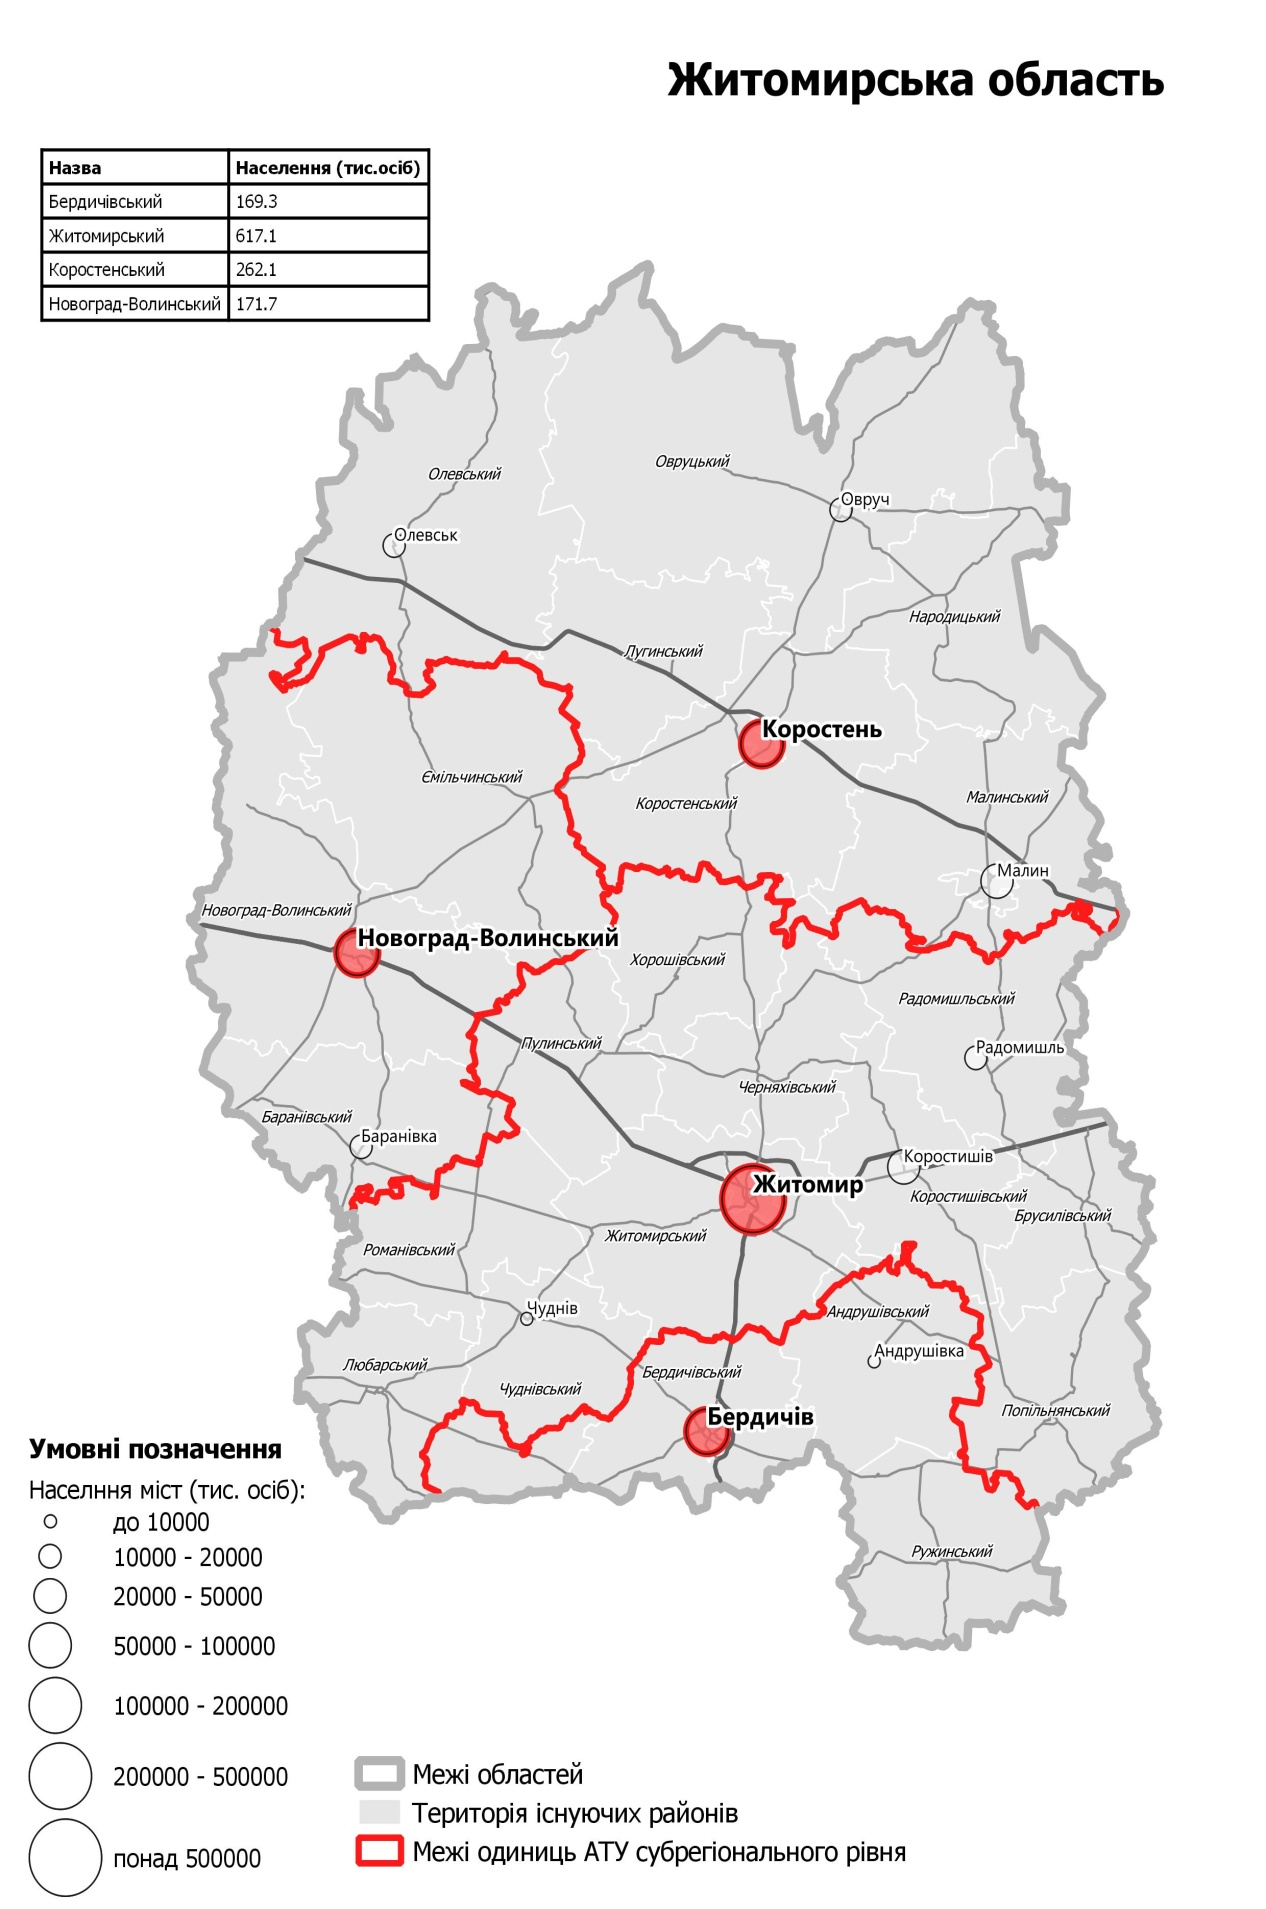 Житомирська область
Назва Населення (тис.осіб)
Бердичівський 169.3
Житомирський 617.1
Коростенський 262.1
Новоград-Волинський 171.7
Олевський
Овруцький
Овруч
Олевськ
Народицький
Лугинський
Коростень
Ємільчинський
Коростенський
Малинський
Малин
Новоград-Волинський
Новоград-Волинський
Хорошівський
Радомишльський
Пулинський
Радомишль
Черняхівський
Баранівський
Баранівка
Коростишів
Житомир
Коростишівський
Брусилівський
Житомирський
Романівський
Чуднів
Андрушівський
Андрушівка
Любарський
Бердичівський
Чуднівський
Попільнянський
Бердичів
Ружинський
Умовні позначення
Населння міст (тис. осіб):
до 10000
10000 - 20000
20000 - 50000
50000 - 100000
100000 - 200000
200000 - 500000
понад 500000
Межі областей
Територія існуючих районів
Межі одиниць АТУ субрегіонального рівня